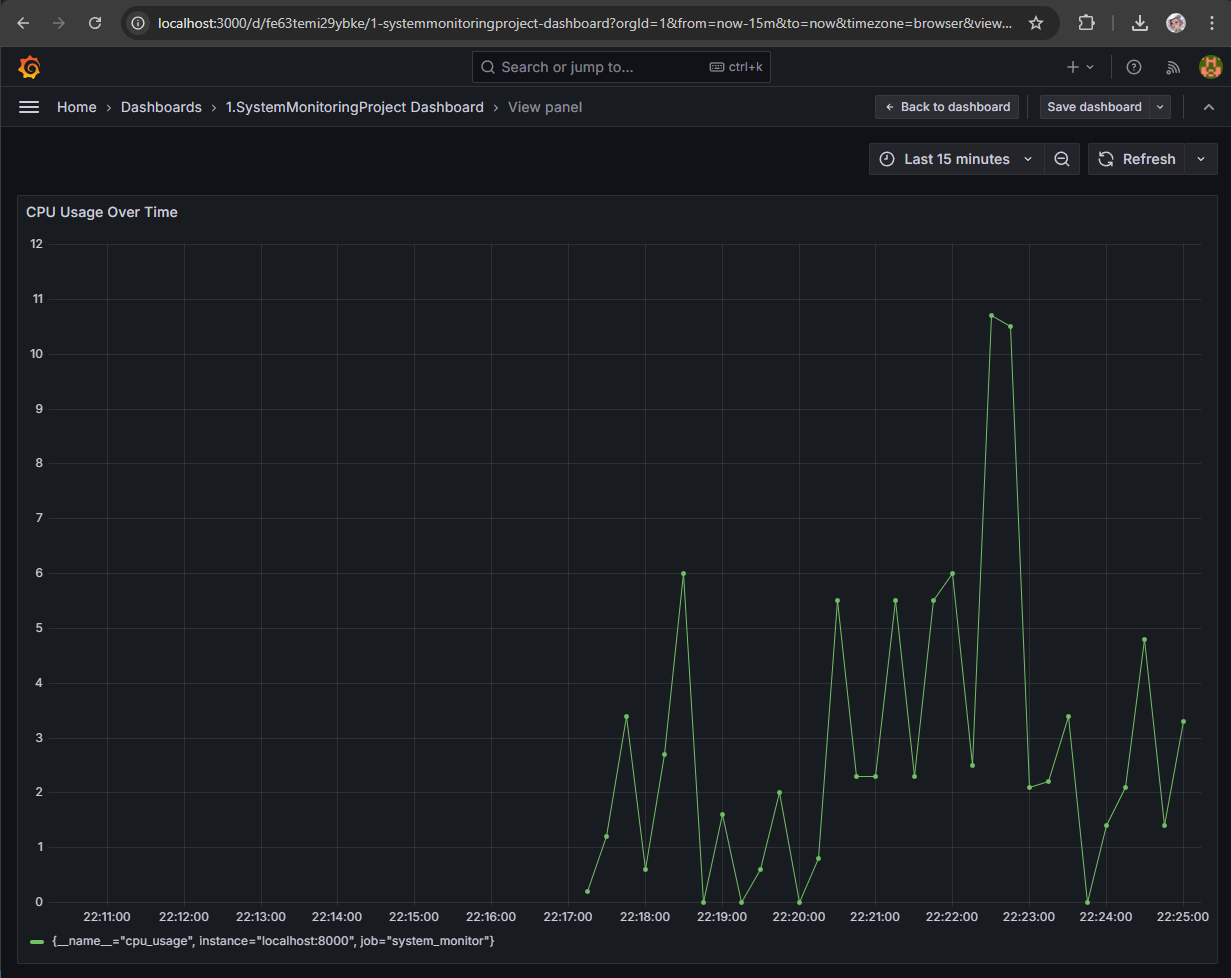 localhost:3000/d/fe63temi29ybke/1-systemmonitoringproject-dashboard?orgId=1&from=now-15m&to=now&timezone=browser&view...
Search or jump to... ctrl+k
Home › Dashboards › 1.SystemMonitoringProject Dashboard › View panel
Back to dashboard
Save dashboard
Last 15 minutes
Refresh
CPU Usage Over Time
12
11
10
9
8
7
6
5
4
3
2
1
0
22:11:00 22:12:00 22:13:00 22:14:00 22:15:00 22:16:00 22:17:00 22:18:00 22:19:00 22:20:00 22:21:00 22:22:00 22:23:00 22:24:00 22:25:00
{__name__="cpu_usage", instance="localhost:8000", job="system_monitor"}